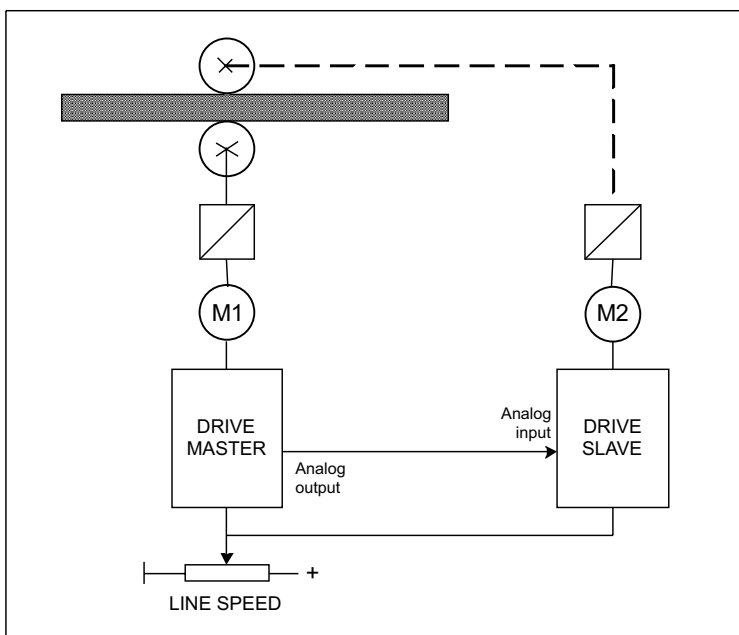 M1
M2
DRIVE
MASTER
Analog
output
Analog
input
DRIVE
SLAVE
+
LINE SPEED